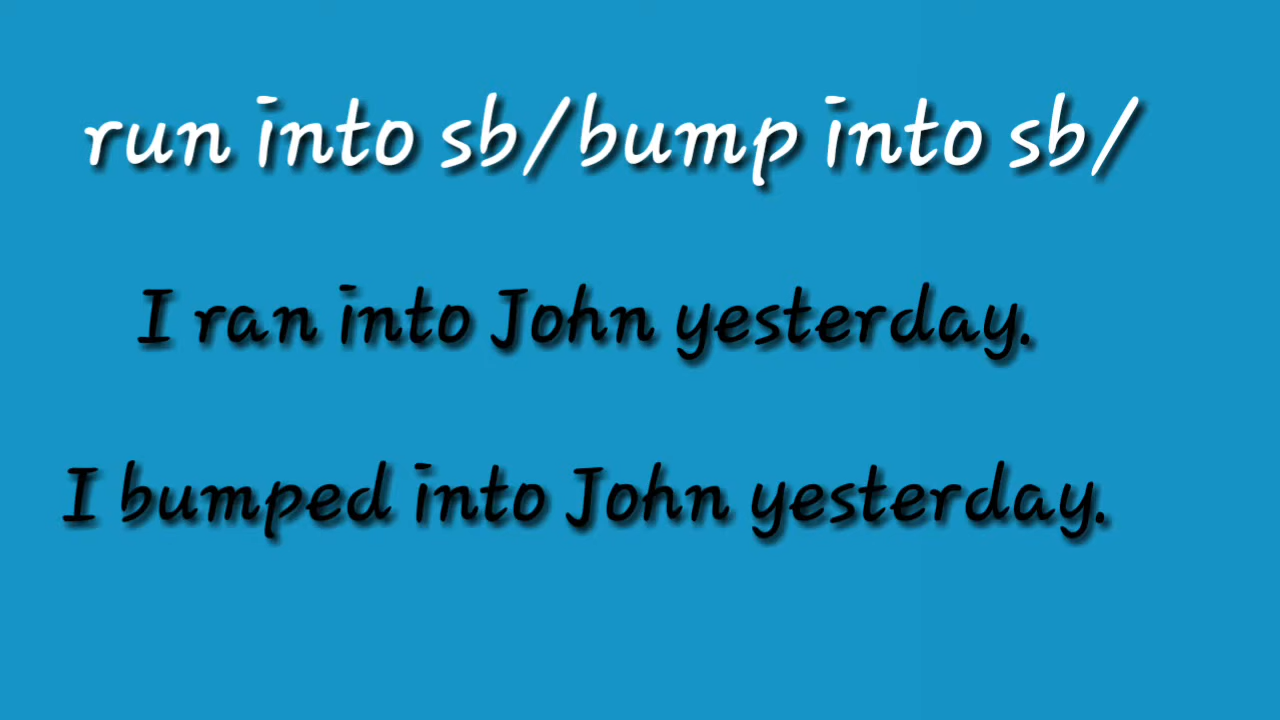 run into sb/bump into sb/
I ran into John yesterday.
I bumped into John yesterday.